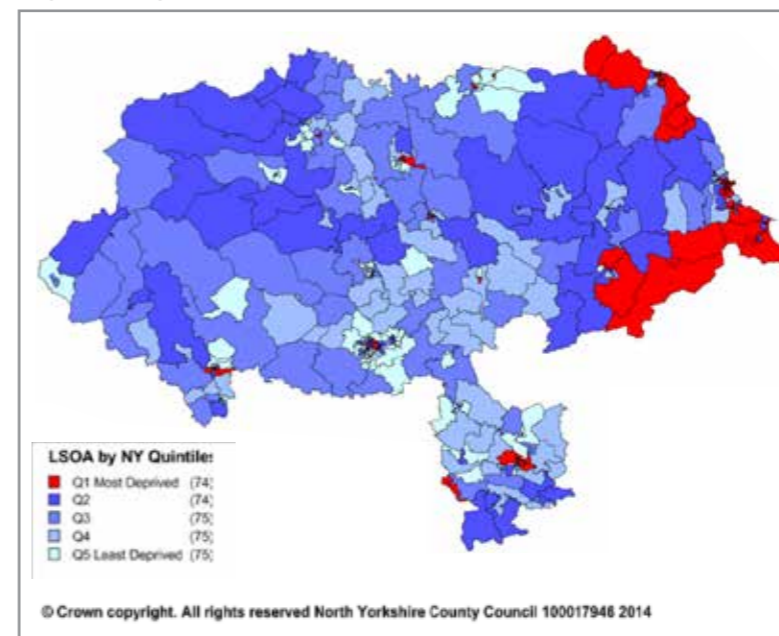 LSOA by NY Quintile:
Q1 Most Deprived (74)
Q2 (74)
Q3 (75)
Q4 (75)
Q5 Least Deprived (75)
© Crown copyright. All rights reserved North Yorkshire County Council 100017946 2014